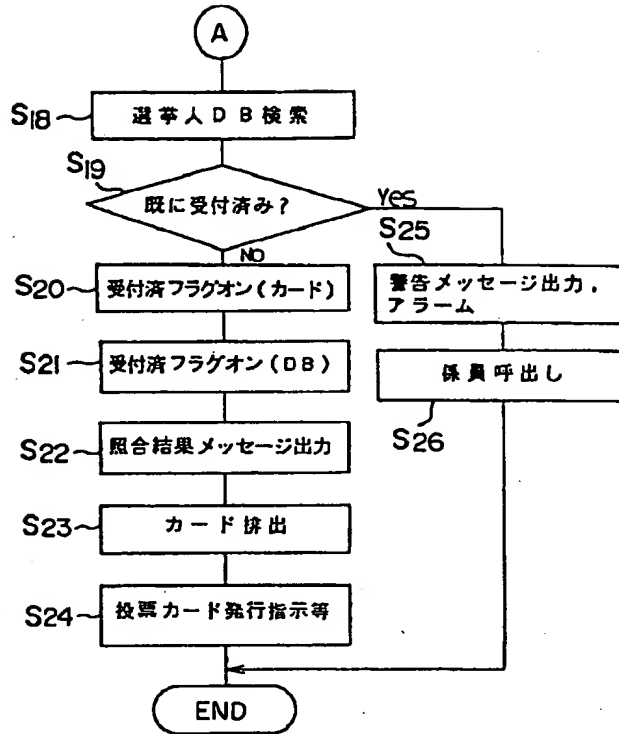 A
S18
選挙人DB検索
S19
既に受付済み?
Yes
NO
S25
S20
受付済フラグオン(カード)
警告メッセージ出力,
アラーム
S21
受付済フラグオン(DB)
係員呼出し
S26
S22
照合結果メッセージ出力
S23
カード排出
S24
投票カード発行指示等
END